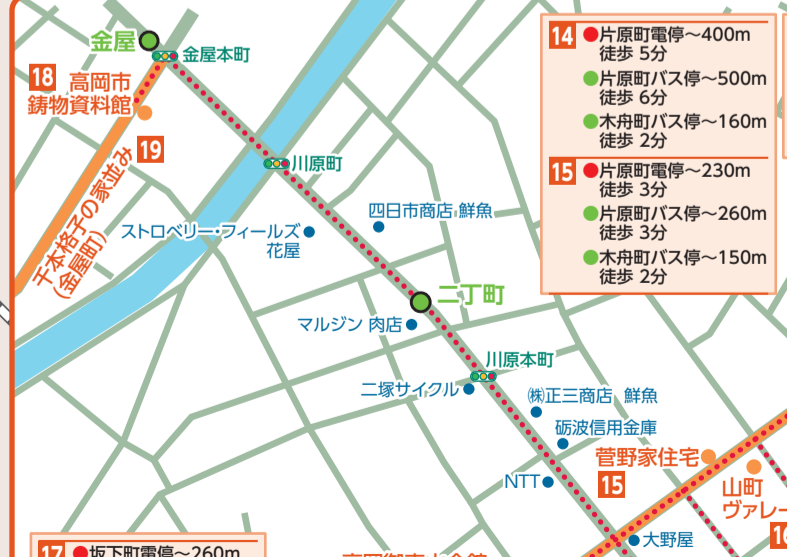 金屋
金屋本町
18 高岡市
鋳物資料館
19
千本格子の家並み
(金屋町)
川原町
四日市商店 鮮魚
ストロベリー・フィールズ
花屋
二丁町
マルジン 肉店
川原本町
二塚サイクル
㈱正三商店 鮮魚
砺波信用金庫
菅野家住宅
15
NTT
山町
ヴァレー
大野屋
14 片原町電停～400m
徒歩 5分
片原町バス停～500m
徒歩 6分
木舟町バス停～160m
徒歩 2分
15 片原町電停～230m
徒歩 3分
片原町バス停～260m
徒歩 3分
木舟町バス停～150m
徒歩 2分
17 坂下町電停～260m